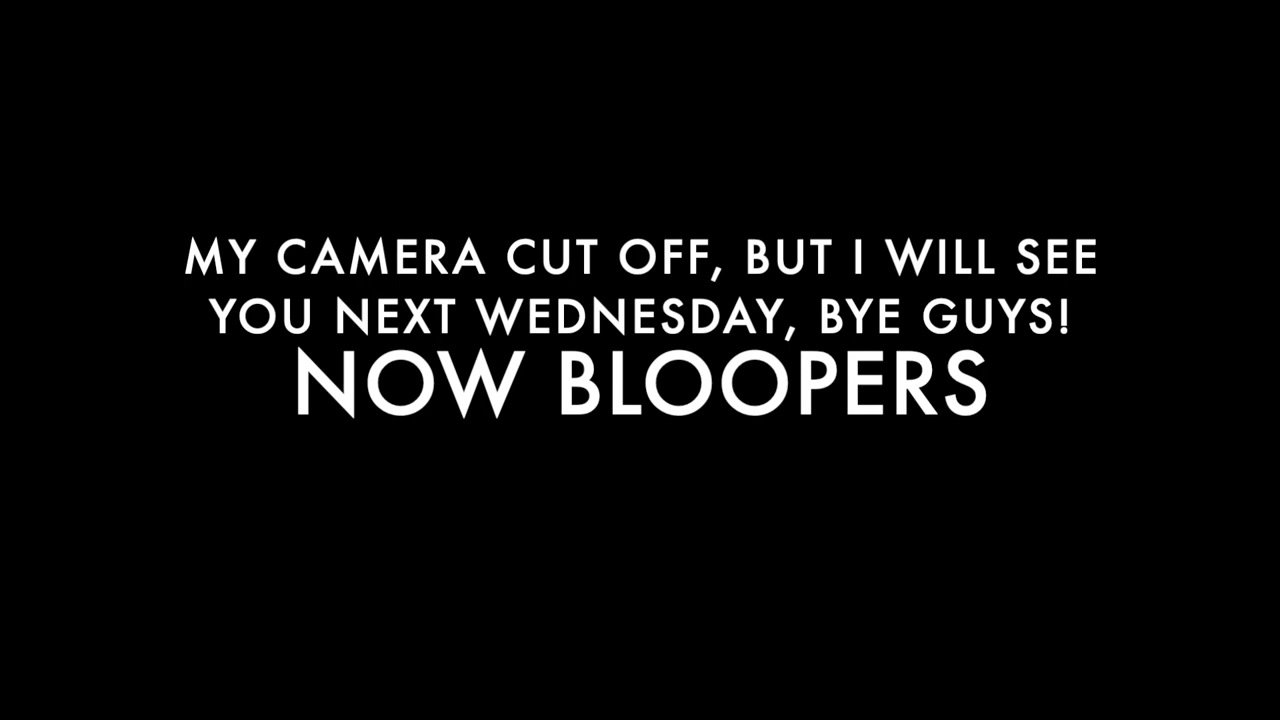 MY CAMERA CUT OFF, BUT I WILL SEE
YOU NEXT WEDNESDAY, BYE GUYS!
NOW BLOOPERS